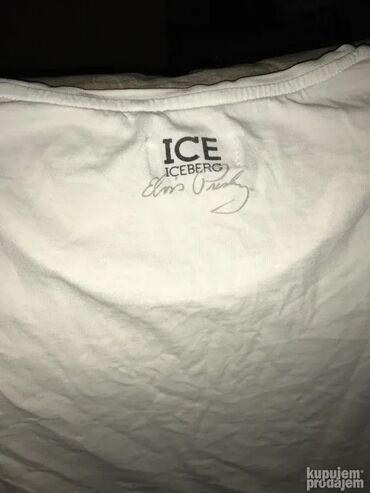 ICE
ICEBERG
Elvis Presley
kupujem
prodajem